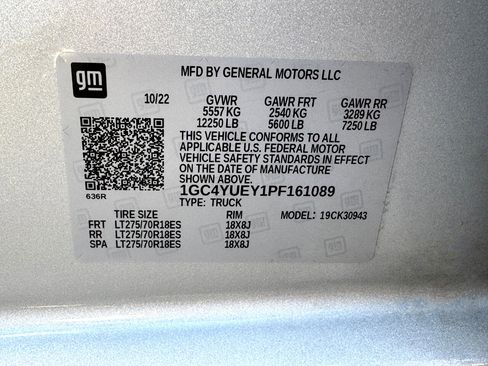 gm
MFD BY GENERAL MOTORS LLC
10/22 GVWR GAWR FRT GAWR RR
5557 KG 2540 KG 3289 KG
12250 LB 5600 LB 7250 LB
THIS VEHICLE CONFORMS TO ALL
APPLICABLE U.S. FEDERAL MOTOR
VEHICLE SAFETY STANDARDS IN EFFECT
ON THE DATE OF MANUFACTURE
SHOWN ABOVE.
1GC4YUEY1PF161089
636R
TYPE: TRUCK
TIRE SIZE RIM MODEL: 19CK30943
FRT LT275/70R18ES 18X8J
RR LT275/70R18ES 18X8J
SPA LT275/70R18ES 18X8J